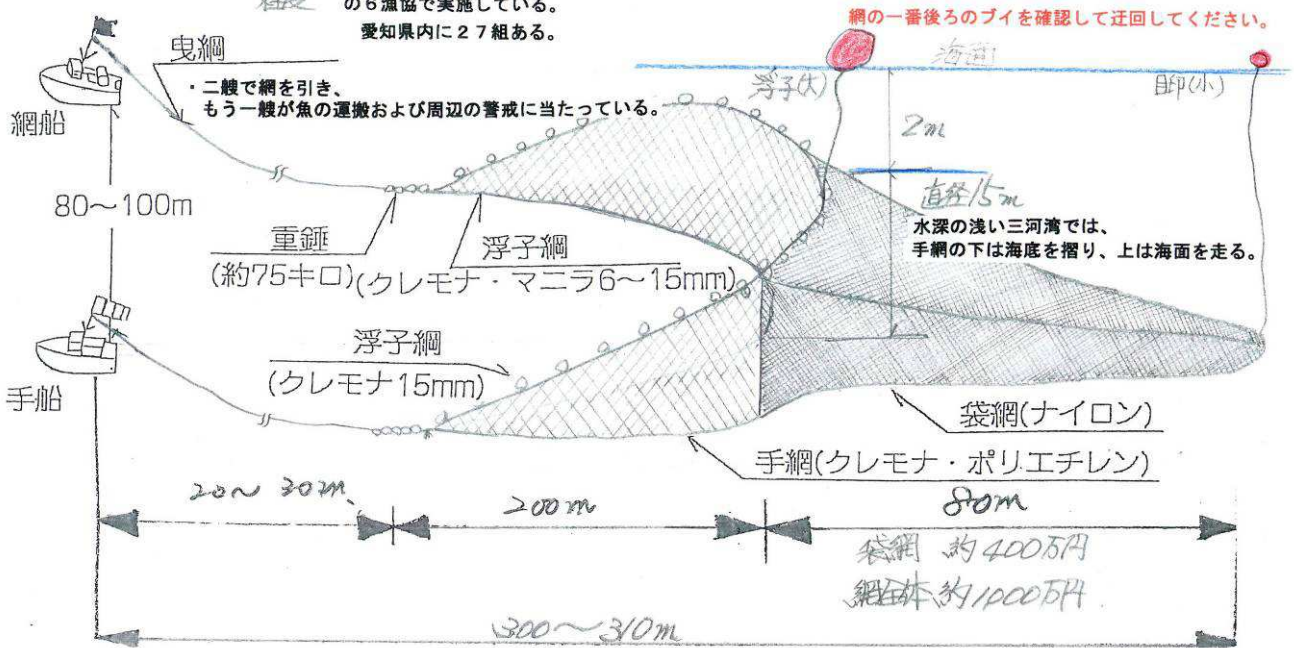 の6漁協で実施している。
愛知県内に27組ある。
網の一番後ろのブイを確認して迂回してください。
曳綱
海面
・二艘で網を引き、
もう一艘が魚の運搬および周辺の警戒に当たっている。
浮子(大)
目印(小)
網船
2m
80~100m
直径15m
水深の浅い三河湾では、
手網の下は海底を摺り、上は海面を走る。
重錘
(約75キロ)
浮子綱
(クレモナ・マニラ6~15mm)
浮子綱
(クレモナ15mm)
手船
袋網(ナイロン)
手網(クレモナ・ポリエチレン)
20~30m
200m
80m
袋網 約400万円
網全体 約1000万円
300~310m